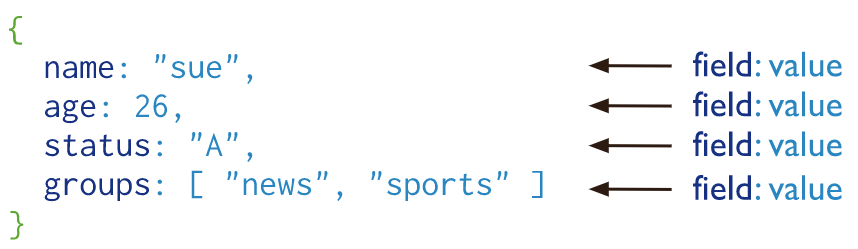 {
name: "sue", field: value
age: 26, field: value
status: "A", field: value
groups: [ "news", "sports" ] field: value
}